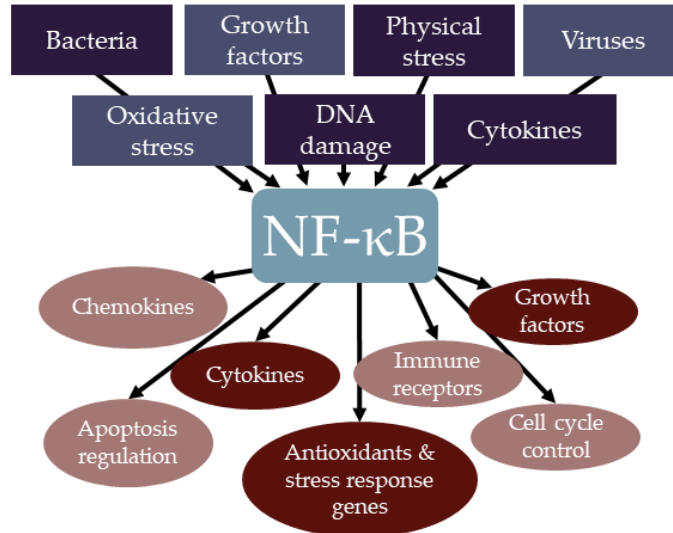 Bacteria
Growth
factors
Physical
stress
Viruses
Oxidative
stress
DNA
damage
Cytokines
NF-κB
Chemokines
Growth
factors
Cytokines
Immune
receptors
Apoptosis
regulation
Antioxidants &
stress response
genes
Cell cycle
control